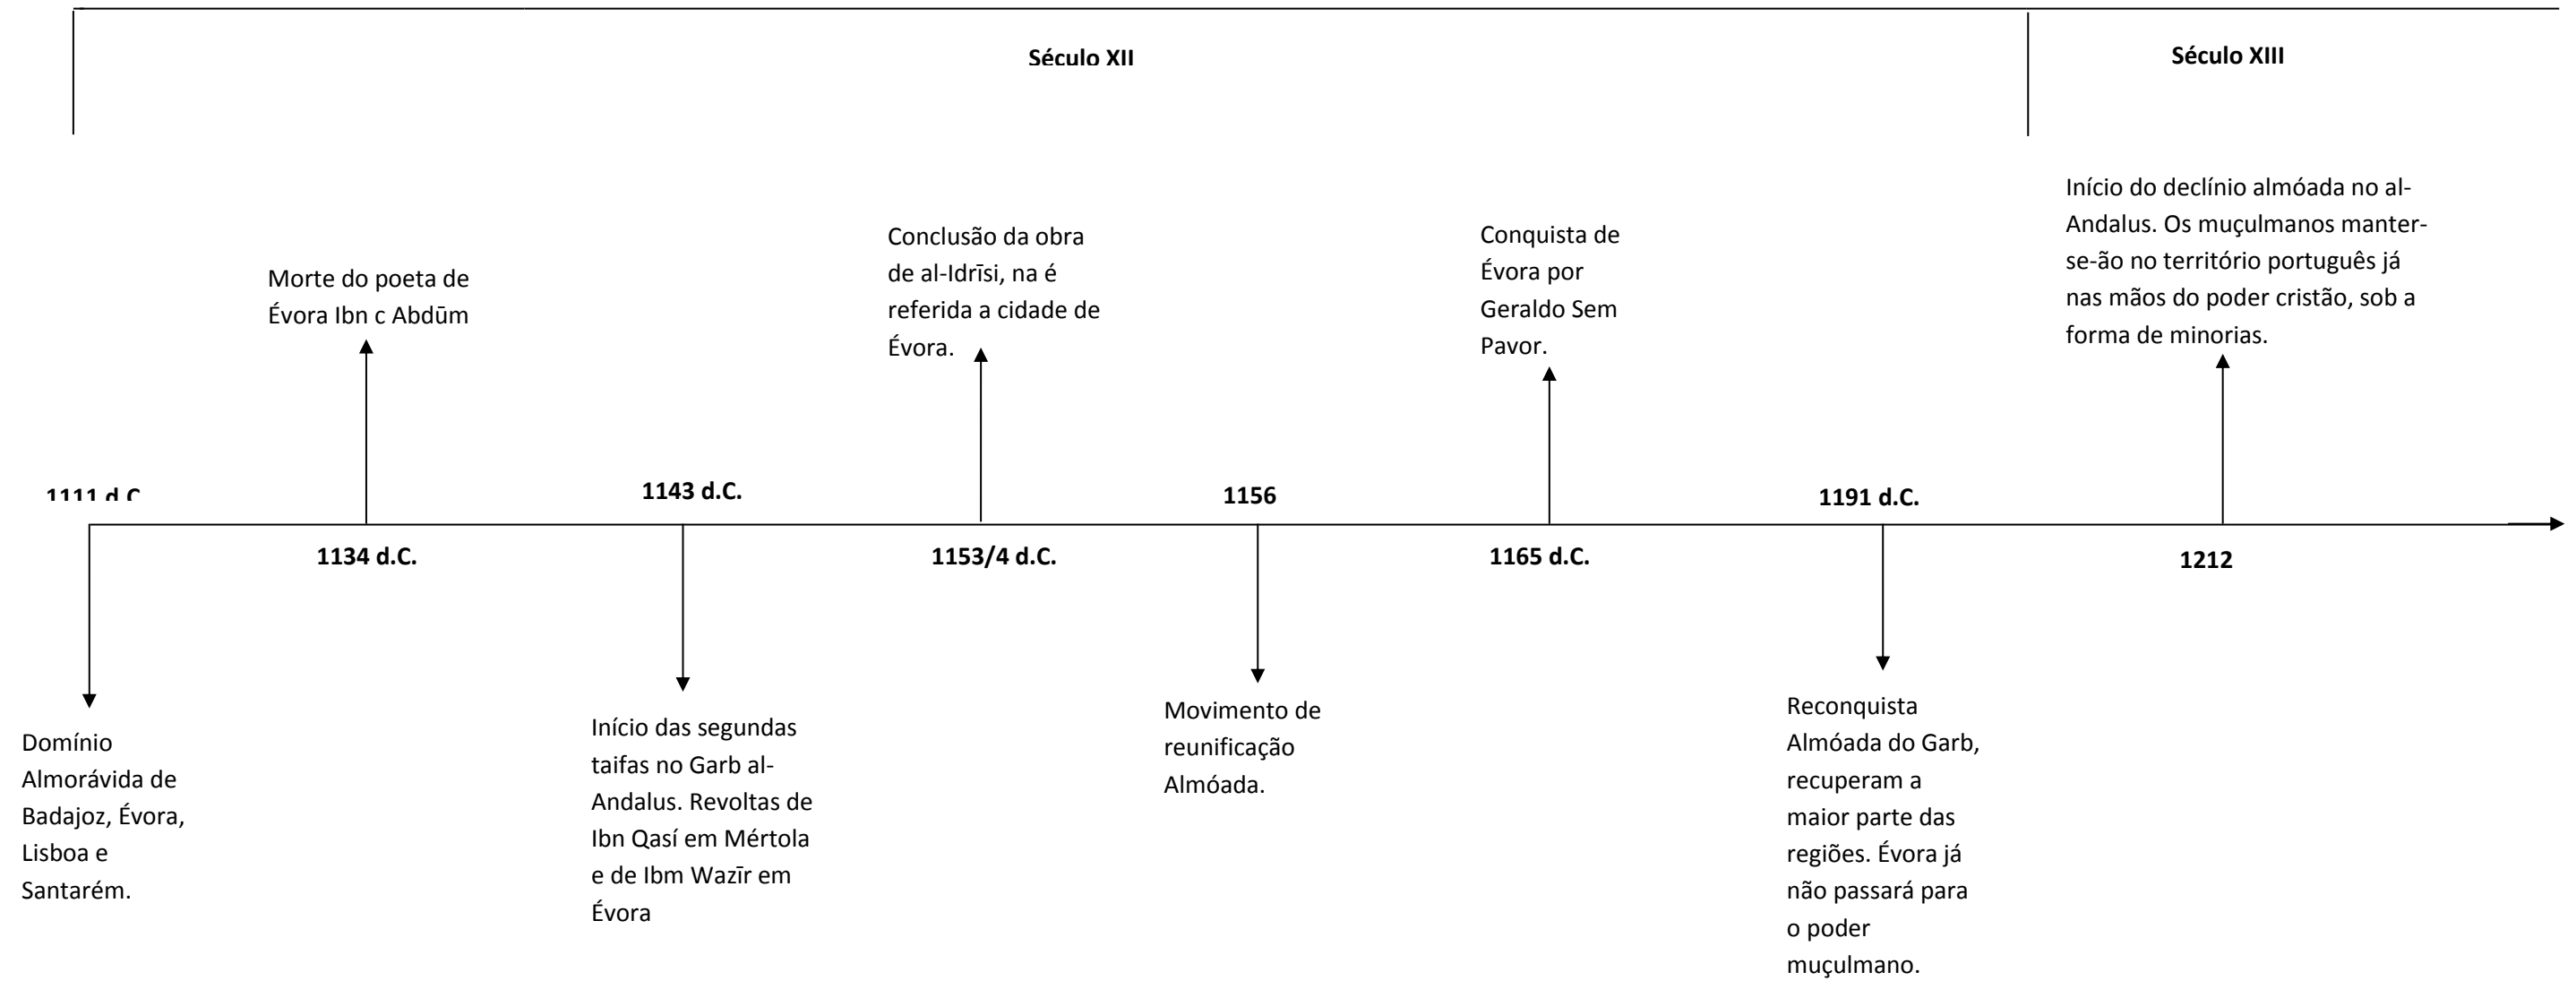 Século XII
Século XIII
Morte do poeta de
Évora Ibn c Abdūm
Conclusão da obra
de al-Idrīsi, na é
referida a cidade de
Évora.
Conquista de
Évora por
Geraldo Sem
Pavor.
Início do declínio almóada no al-
Andalus. Os muçulmanos manter-
se-ão no território português já
nas mãos do poder cristão, sob a
forma de minorias.
1111 d.C
1143 d.C.
1156
1191 d.C.
1134 d.C.
1153/4 d.C.
1165 d.C.
1212
Domínio
Almorávida de
Badajoz, Évora,
Lisboa e
Santarém.
Início das segundas
taifas no Garb al-
Andalus. Revoltas de
Ibn Qasí em Mértola
e de Ibm Wazīr em
Évora
Movimento de
reunificação
Almóada.
Reconquista
Almóada do Garb,
recuperam a
maior parte das
regiões. Évora já
não passará para
o poder
muçulmano.